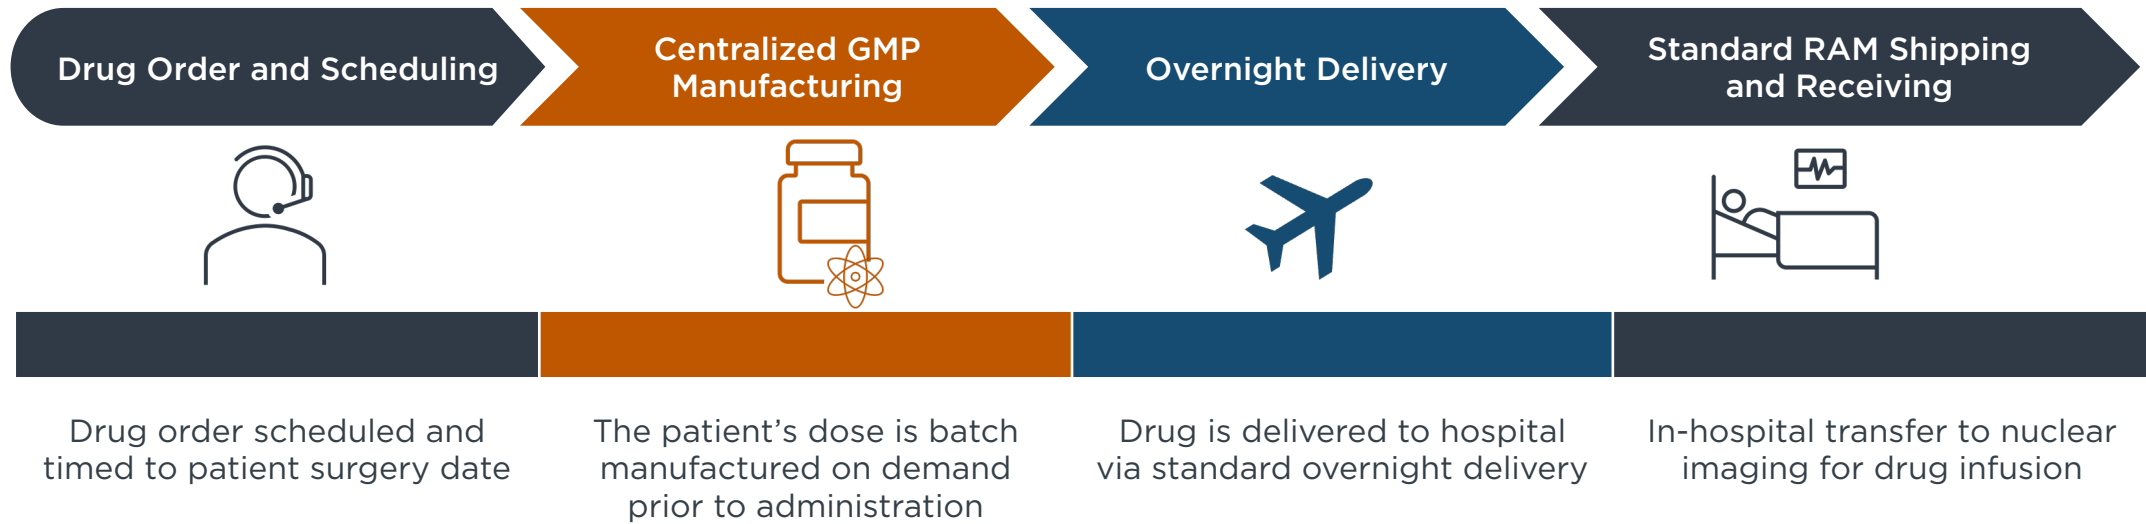 Drug Order and Scheduling
Centralized GMP
Manufacturing
Overnight Delivery
Standard RAM Shipping
and Receiving
Drug order scheduled and
timed to patient surgery date
The patient’s dose is batch
manufactured on demand
prior to administration
Drug is delivered to hospital
via standard overnight delivery
In-hospital transfer to nuclear
imaging for drug infusion